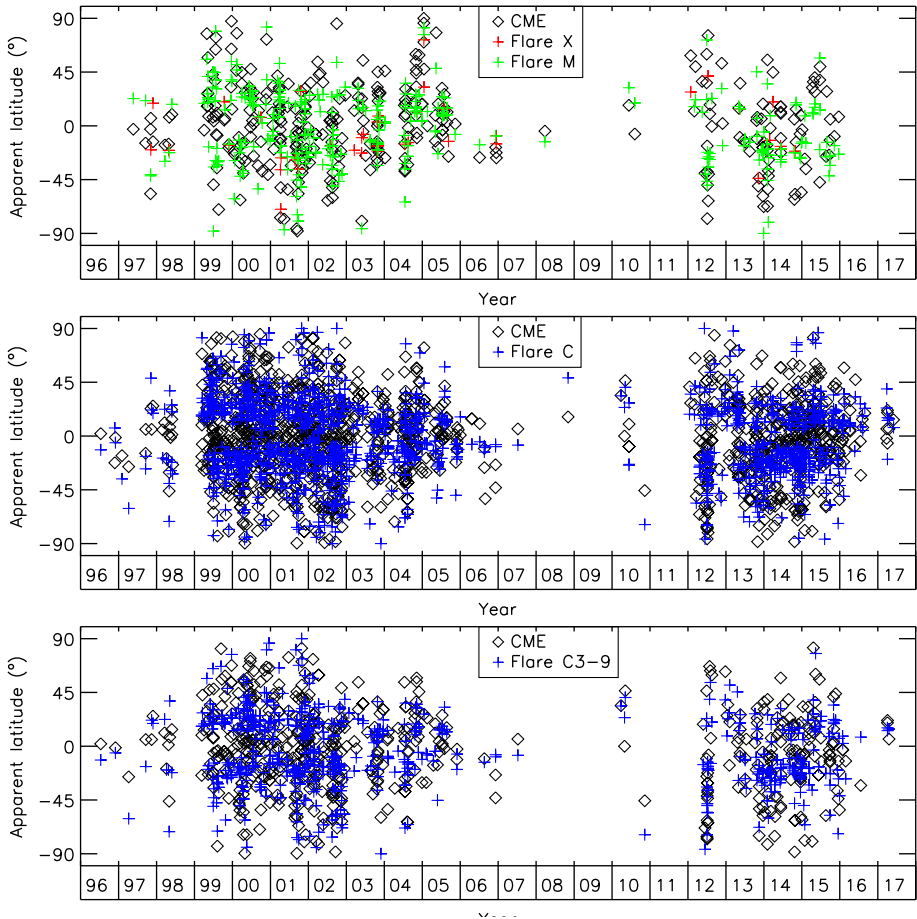 90
45
0
−45
−90
Apparent latitude (°)
CME
Flare X
Flare M
96 97 98 99 00 01 02 03 04 05 06 07 08 09 10 11 12 13 14 15 16 17
Year
90
45
0
−45
−90
Apparent latitude (°)
CME
Flare C
96 97 98 99 00 01 02 03 04 05 06 07 08 09 10 11 12 13 14 15 16 17
Year
90
45
0
−45
−90
Apparent latitude (°)
CME
Flare C3−9
96 97 98 99 00 01 02 03 04 05 06 07 08 09 10 11 12 13 14 15 16 17
Year